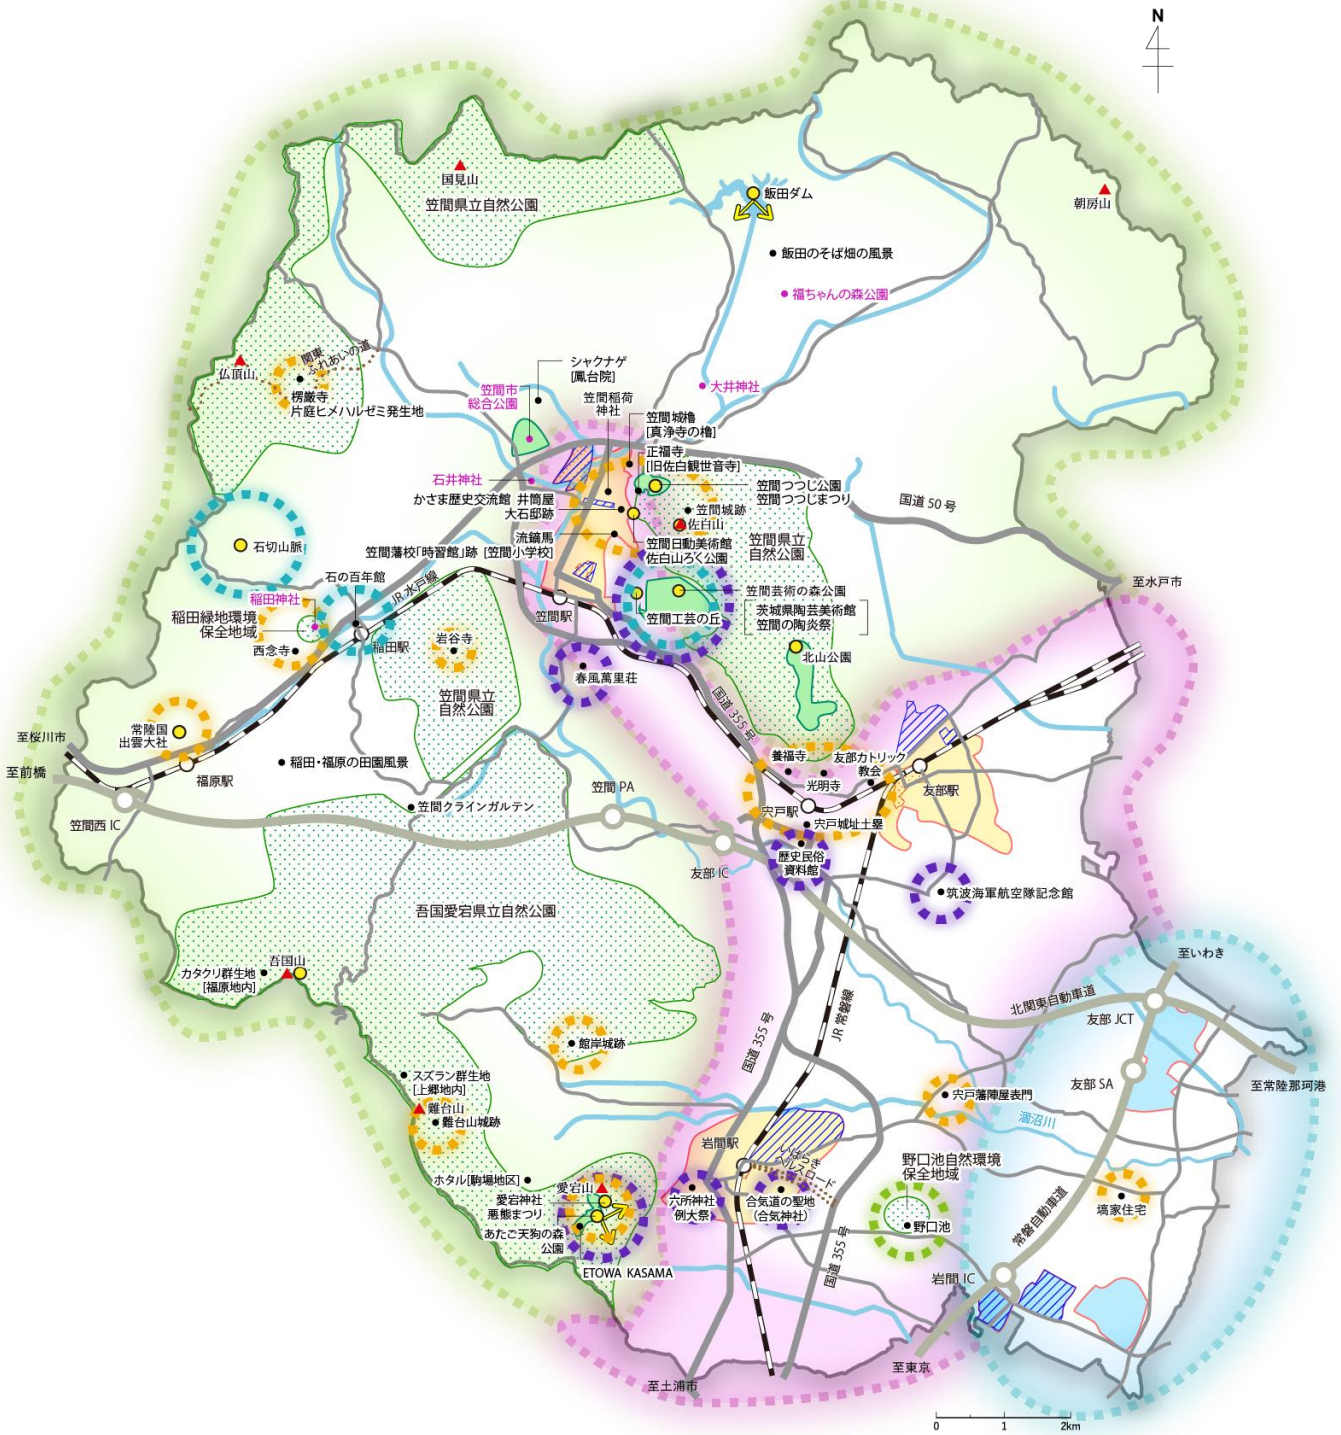 N
国見山
笠間県立自然公園
飯田ダム
朝房山
飯田のそば畑の風景
福ちゃんの森公園
関東
ふれあいの道
仏頂山
楞厳寺
片庭ヒメハルゼミ発生地
シャクナゲ
[鳳台院]
笠間市
総合公園
大井神社
笠間稲荷
神社
笠間城櫓
[真浄寺の櫓]
正福寺
[旧佐白観世音寺]
石井神社
かさま歴史交流館 井筒屋
大石邸跡
笠間つつじ公園
笠間つつじまつり
笠間城跡
佐白山
国道50号
流鏑馬
笠間藩校「時習館」跡 [笠間小学校]
笠間県立
自然公園
笠間日動美術館
佐白山ろく公園
石切山脈
石の百年館
JR水戸線
至水戸市
稲田神社
稲田緑地環境
保全地域
西念寺
稲田駅
岩谷寺
笠間駅
笠間工芸の丘
笠間芸術の森公園
茨城県陶芸美術館
笠間の陶炎祭
北山公園
春風萬里荘
笠間県立
自然公園
国道355号
常陸国
出雲大社
至桜川市
至前橋
福原駅
稲田・福原の田園風景
養福寺
光明寺
友部カトリック
教会
友部駅
笠間クラインガルテン
笠間PA
宍戸駅
宍戸城址土塁
笠間西IC
友部IC
歴史民俗
資料館
筑波海軍航空隊記念館
吾国愛宕県立自然公園
吾国山
カタクリ群生地
[福原地内]
至いわき
北関東自動車道
友部JCT
JR常磐線
国道355号
館岸城跡
友部SA
至常陸那珂港
スズラン群生地
[上郷地内]
難台山
難台山城跡
宍戸藩陣屋表門
涸沼川
岩間駅
いばらき
ヘルスロード
野口池自然環境
保全地域
ホタル[駒場地区]
愛宕山
愛宕神社
悪態まつり
あたご天狗の森
公園
ETOWA KASAMA
六所神社
例大祭
合気道の聖地
(合気神社)
野口池
塙家住宅
常磐自動車道
国道355号
岩間IC
至東京
至土浦市
0 1 2km